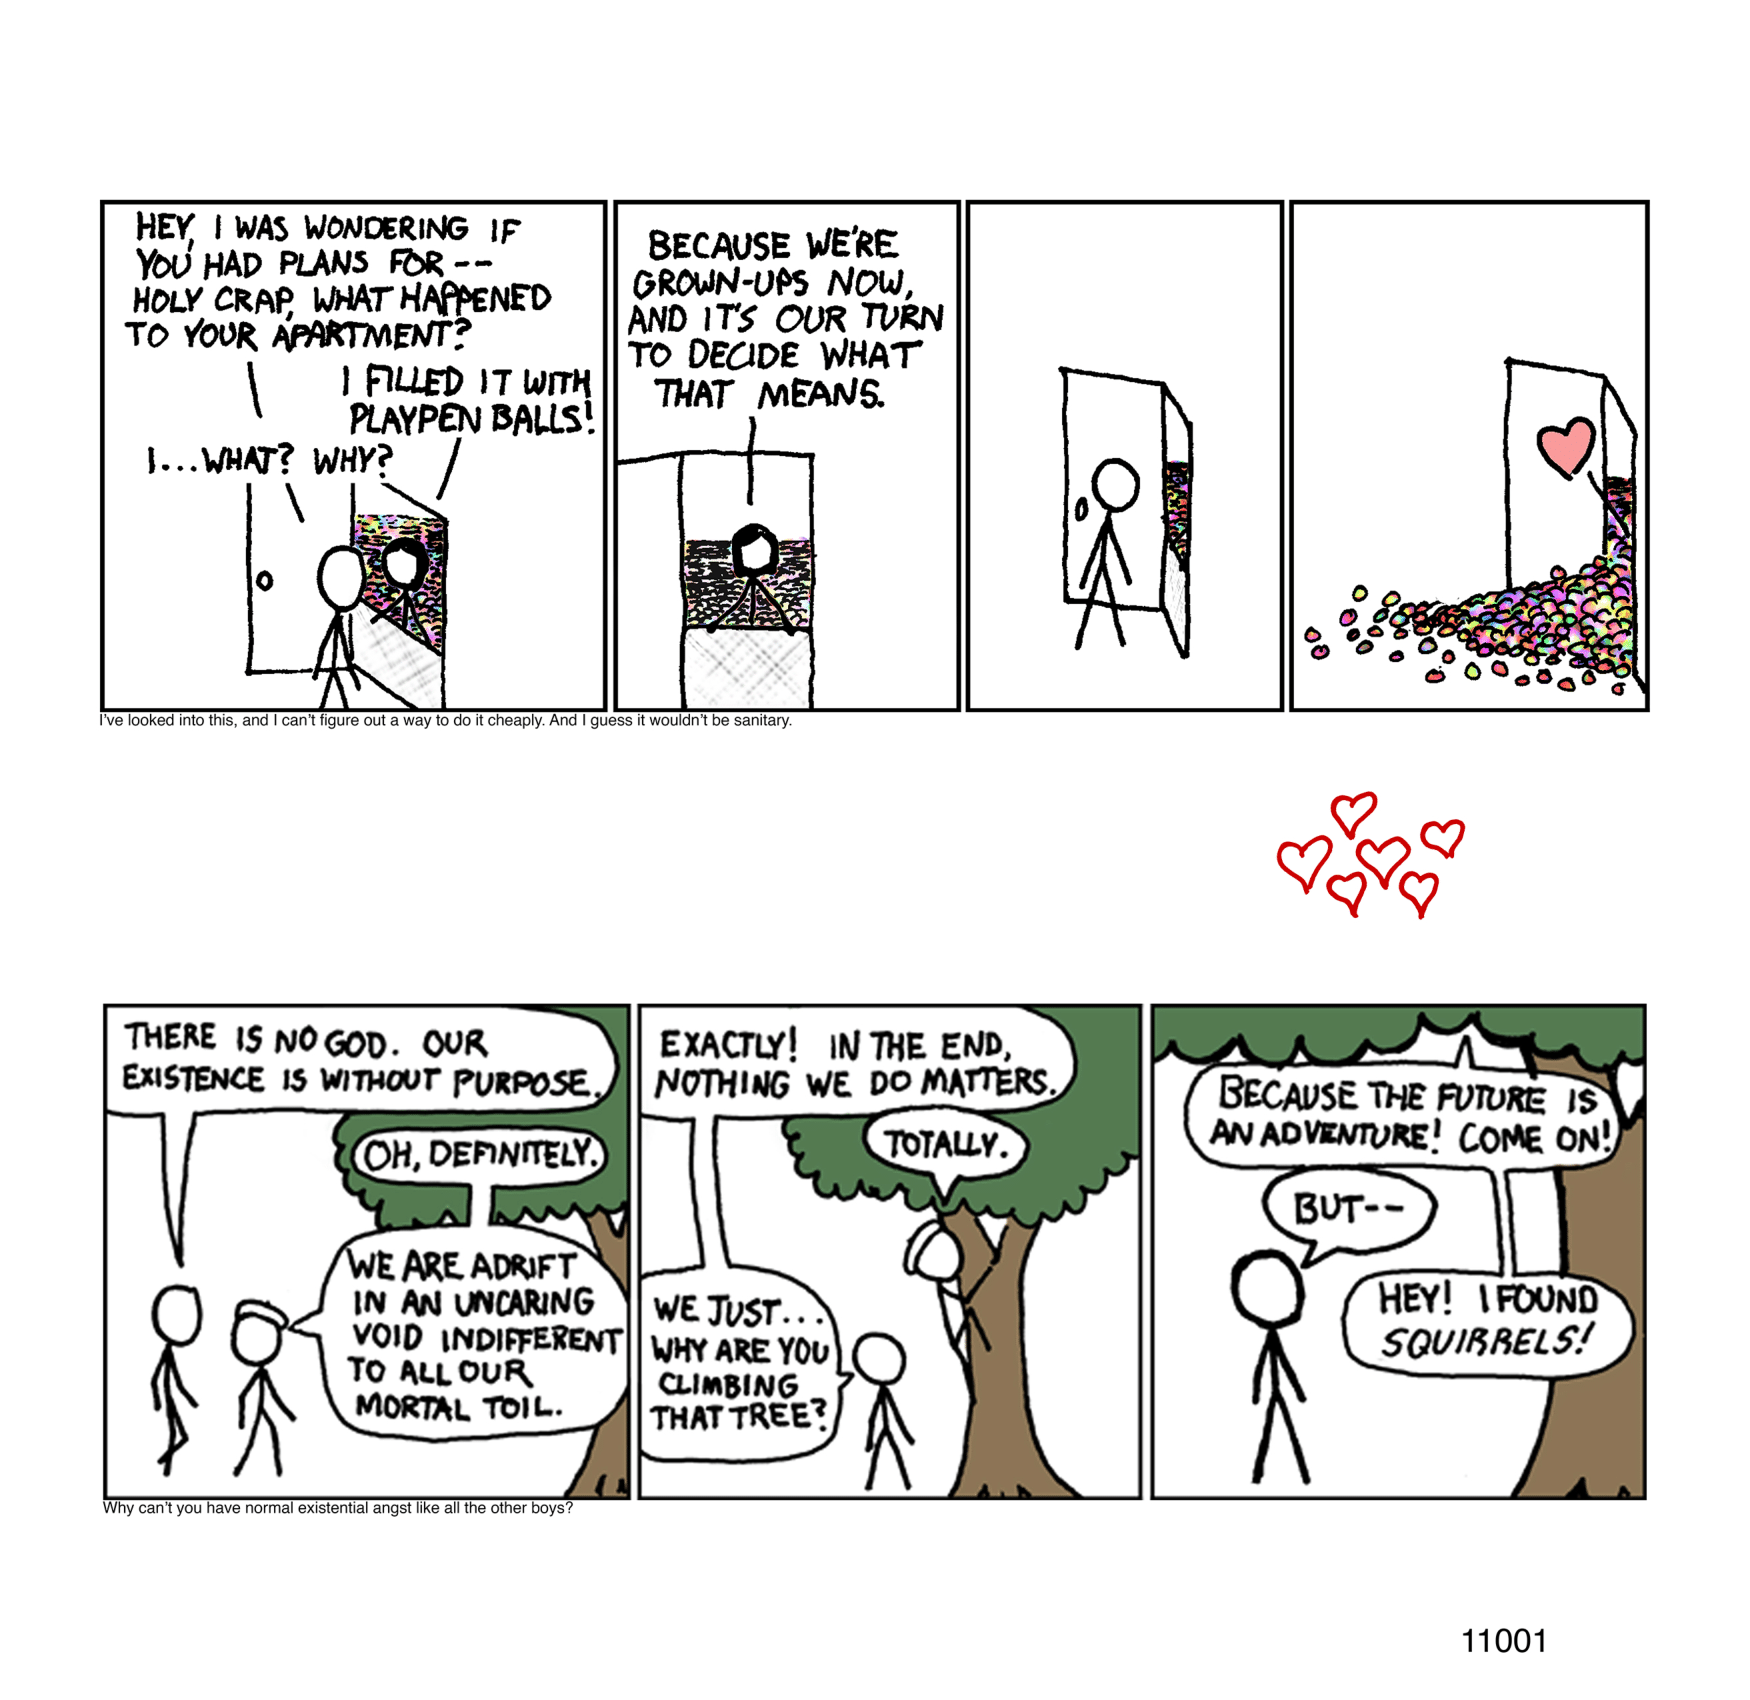 HEY, I WAS WONDERING IF
YOU HAD PLANS FOR --
HOLY CRAP, WHAT HAPPENED
TO YOUR APARTMENT?
I FILLED IT WITH
PLAYPEN BALLS!
I...WHAT? WHY?
BECAUSE WE'RE
GROWN-UPS NOW,
AND IT'S OUR TURN
TO DECIDE WHAT
THAT MEANS.
I've looked into this, and I can't figure out a way to do it cheaply. And I guess it wouldn't be sanitary.
THERE IS NO GOD. OUR
EXISTENCE IS WITHOUT PURPOSE.
OH, DEFINITELY.
WE ARE ADRIFT
IN AN UNCARING
VOID INDIFFERENT
TO ALL OUR
MORTAL TOIL.
EXACTLY! IN THE END,
NOTHING WE DO MATTERS.
TOTALLY.
WE JUST...
WHY ARE YOU
CLIMBING
THAT TREE?
BECAUSE THE FUTURE IS
AN ADVENTURE! COME ON!
BUT--
HEY! I FOUND
SQUIRRELS!
Why can't you have normal existential angst like all the other boys?
11001